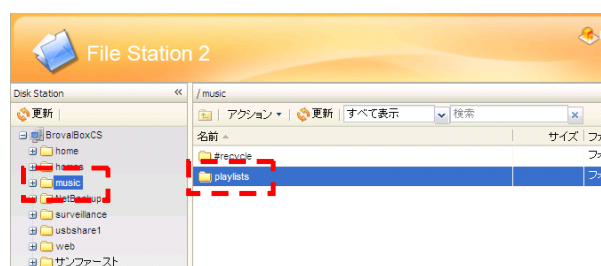 File Station 2
Disk Station «
/ music
更新
アクション
更新
すべて表示
検索
名前
サイズ
BrovalBoxCS
home
homes
music
NetBackup
surveillance
usbshare1
web
サンファースト
#recycle
playlists